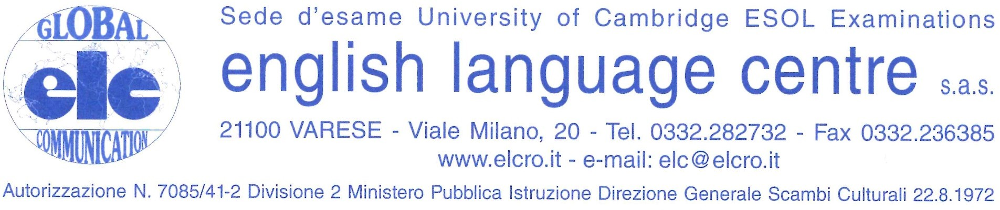 GLOBAL
elc
COMMUNICATION
Sede d'esame University of Cambridge ESOL Examinations
english language centre s.a.s.
21100 VARESE - Viale Milano, 20 - Tel. 0332.282732 - Fax 0332.236385
www.elcro.it - e-mail: elc@elcro.it
Autorizzazione N. 7085/41-2 Divisione 2 Ministero Pubblica Istruzione Direzione Generale Scambi Culturali 22.8.1972